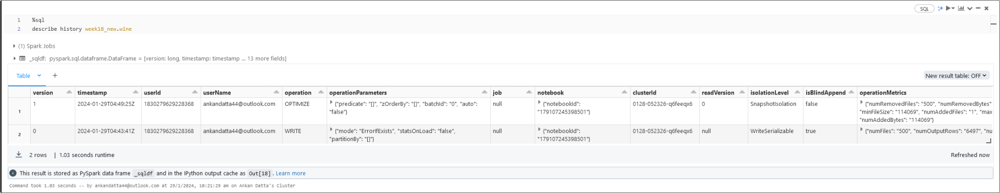 SQL
1 %sql
2 describe history week18_new.wine
(1) Spark Jobs
_sqldf: pyspark.sql.dataframe.DataFrame = [version: long, timestamp: timestamp ... 13 more fields]
Table +
New result table: OFF
version timestamp userId userName operation operationParameters job notebook clusterId readVersion isolationLevel isBlindAppend operationMetrics
1 1 2024-01-29T04:49:25Z 1830279629228368 ankandatta44@outlook.com OPTIMIZE {"predicate": "[]", "zOrderBy": "[]", "batchId": "0", "auto": null {"notebookId": 0128-052326-q6feeqx6 0 SnapshotIsolation false {"numRemovedFiles": "500", "numRemovedBytes"
"false"} "179107245398501"} "minFileSize": "114069", "numAddedFiles": "1", "max
"numAddedBytes": "114069"}
2 0 2024-01-29T04:43:41Z 1830279629228368 ankandatta44@outlook.com WRITE {"mode": "ErrorIfExists", "statsOnLoad": "false", null {"notebookId": 0128-052326-q6feeqx6 null WriteSerializable true {"numFiles": "500", "numOutputRows": "6497", "nu
"partitionBy": "[]"} "179107245398501"}
2 rows | 1.03 seconds runtime
Refreshed now
This result is stored as PySpark data frame _sqldf and in the IPython output cache as Out[18]. Learn more
Command took 1.03 seconds -- by ankandatta44@outlook.com at 29/1/2024, 10:21:29 am on Ankan Datta's Cluster